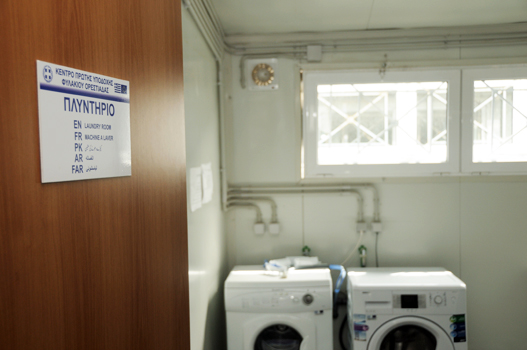 ΚΕΝΤΡΟ ΠΡΩΤΗΣ ΥΠΟΔΟΧΗΣ
ΦΥΛΑΚΙΟΥ ΟΡΕΣΤΙΑΔΑΣ
ΠΛΥΝΤΗΡΙΟ
EN LAUNDRY ROOM
FR MACHINE A LAVER
PK
AR
FAR